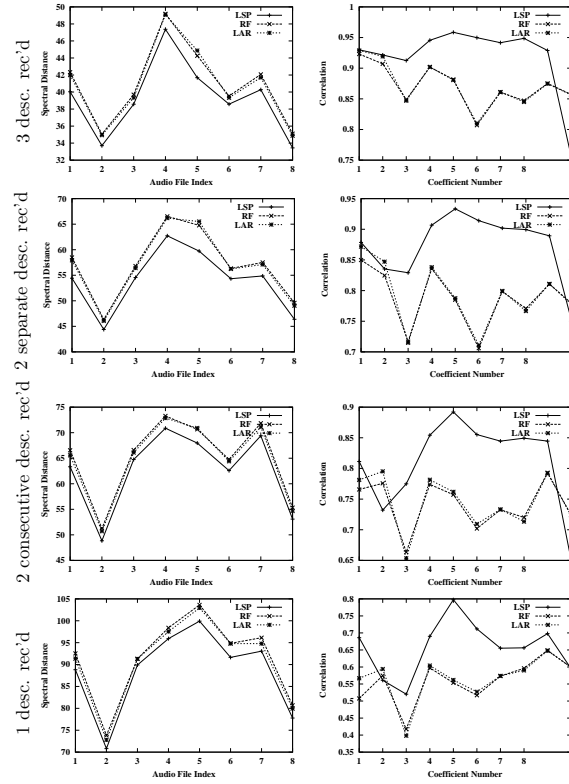 3 desc. rec'd
Spectral Distance
50
48
46
44
42
40
38
36
34
32
1 2 3 4 5 6 7 8
Audio File Index
LSP
RF
LAR
Correlation
1
0.95
0.9
0.85
0.8
0.75
1 2 3 4 5 6 7 8
Coefficient Number
LSP
RF
LAR
2 separate desc. rec'd
Spectral Distance
70
65
60
55
50
45
40
1 2 3 4 5 6 7 8
Audio File Index
LSP
RF
LAR
Correlation
0.95
0.9
0.85
0.8
0.75
0.7
1 2 3 4 5 6 7 8
Coefficient Number
LSP
RF
LAR
2 consecutive desc. rec'd
Spectral Distance
75
70
65
60
55
50
45
1 2 3 4 5 6 7 8
Audio File Index
LSP
RF
LAR
Correlation
0.9
0.85
0.8
0.75
0.7
0.65
1 2 3 4 5 6 7 8
Coefficient Number
LSP
RF
LAR
1 desc. rec'd
Spectral Distance
105
100
95
90
85
80
75
70
1 2 3 4 5 6 7 8
Audio File Index
LSP
RF
LAR
Correlation
0.8
0.75
0.7
0.65
0.6
0.55
0.5
0.45
0.4
0.35
1 2 3 4 5 6 7 8
Coefficient Number
LSP
RF
LAR